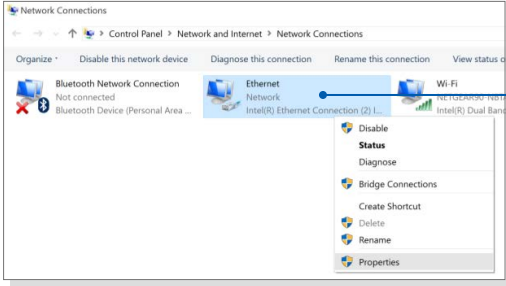 Network Connections
Control Panel > Network and Internet > Network Connections
Organize Disable this network device Diagnose this connection Rename this connection View status o
Bluetooth Network Connection
Not connected
Bluetooth Device (Personal Area ...
Ethernet
Network
Intel(R) Ethernet Connection (2) I...
Wi-Fi
Intel(R) Dual Band
Disable
Status
Diagnose
Bridge Connections
Create Shortcut
Delete
Rename
Properties